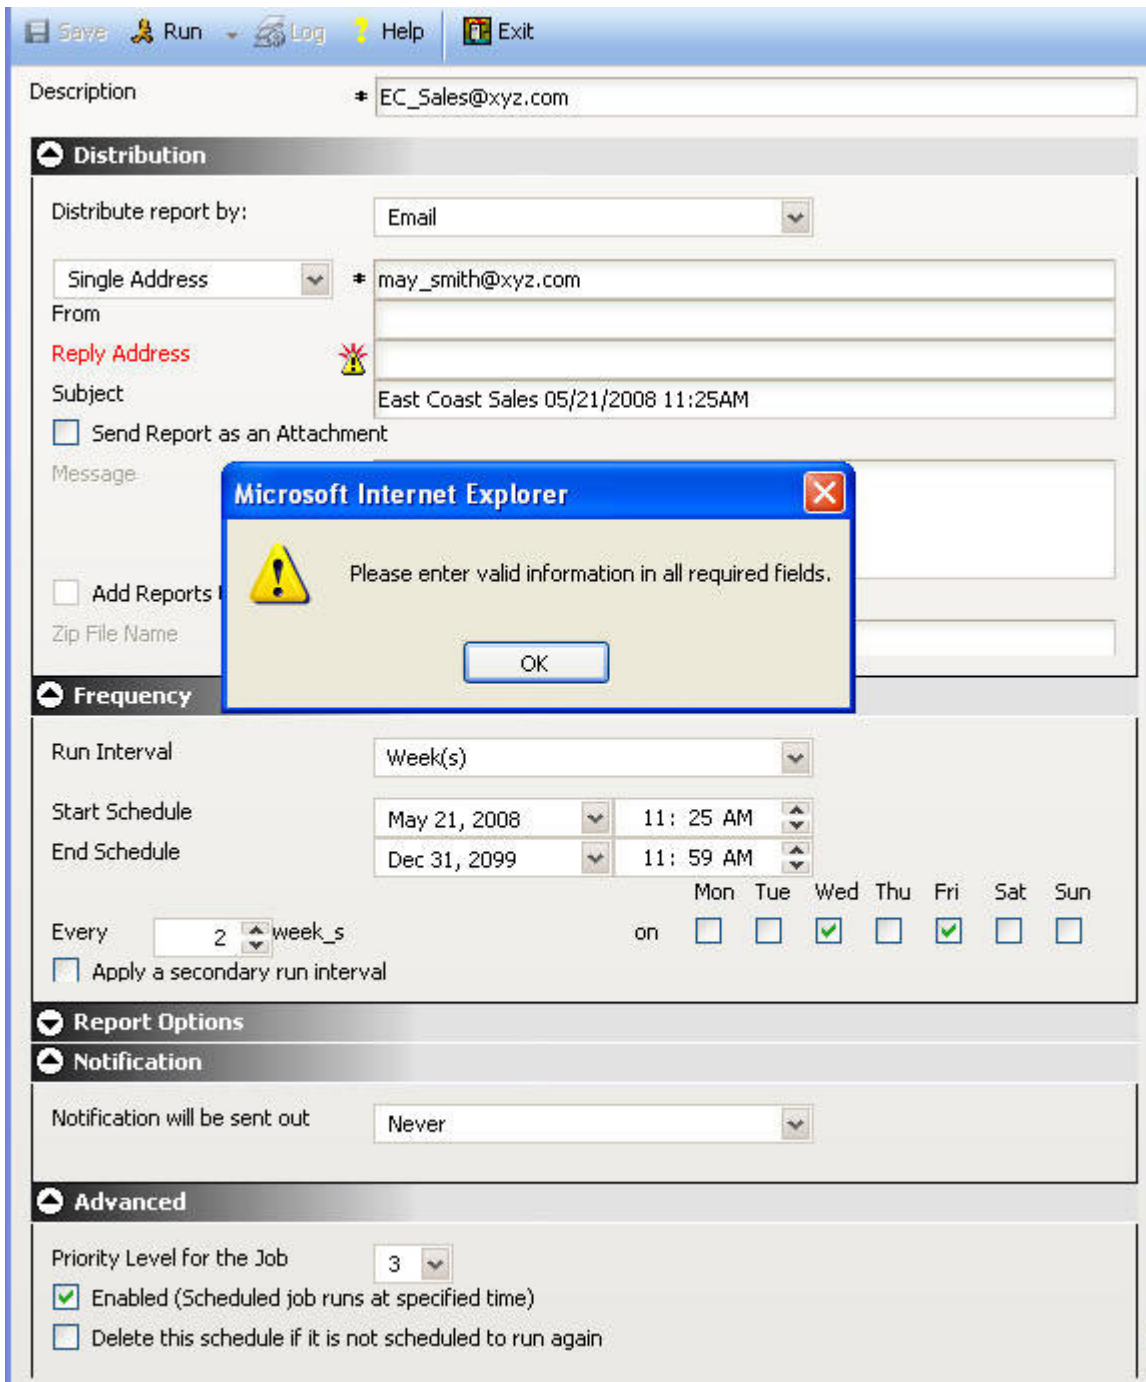 Save Run Log ? Help Exit
Description * EC_Sales@xyz.com
Distribution
Distribute report by: Email
Single Address * may_smith@xyz.com
From
Reply Address
Subject East Coast Sales 05/21/2008 11:25AM
Send Report as an Attachment
Message
Microsoft Internet Explorer
Please enter valid information in all required fields.
Add Reports
Zip File Name
OK
Frequency
Run Interval Week(s)
Start Schedule May 21, 2008 11: 25 AM
End Schedule Dec 31, 2099 11: 59 AM
Mon Tue Wed Thu Fri Sat Sun
Every 2 week_s on
Apply a secondary run interval
Report Options
Notification
Notification will be sent out Never
Advanced
Priority Level for the Job 3
Enabled (Scheduled job runs at specified time)
Delete this schedule if it is not scheduled to run again